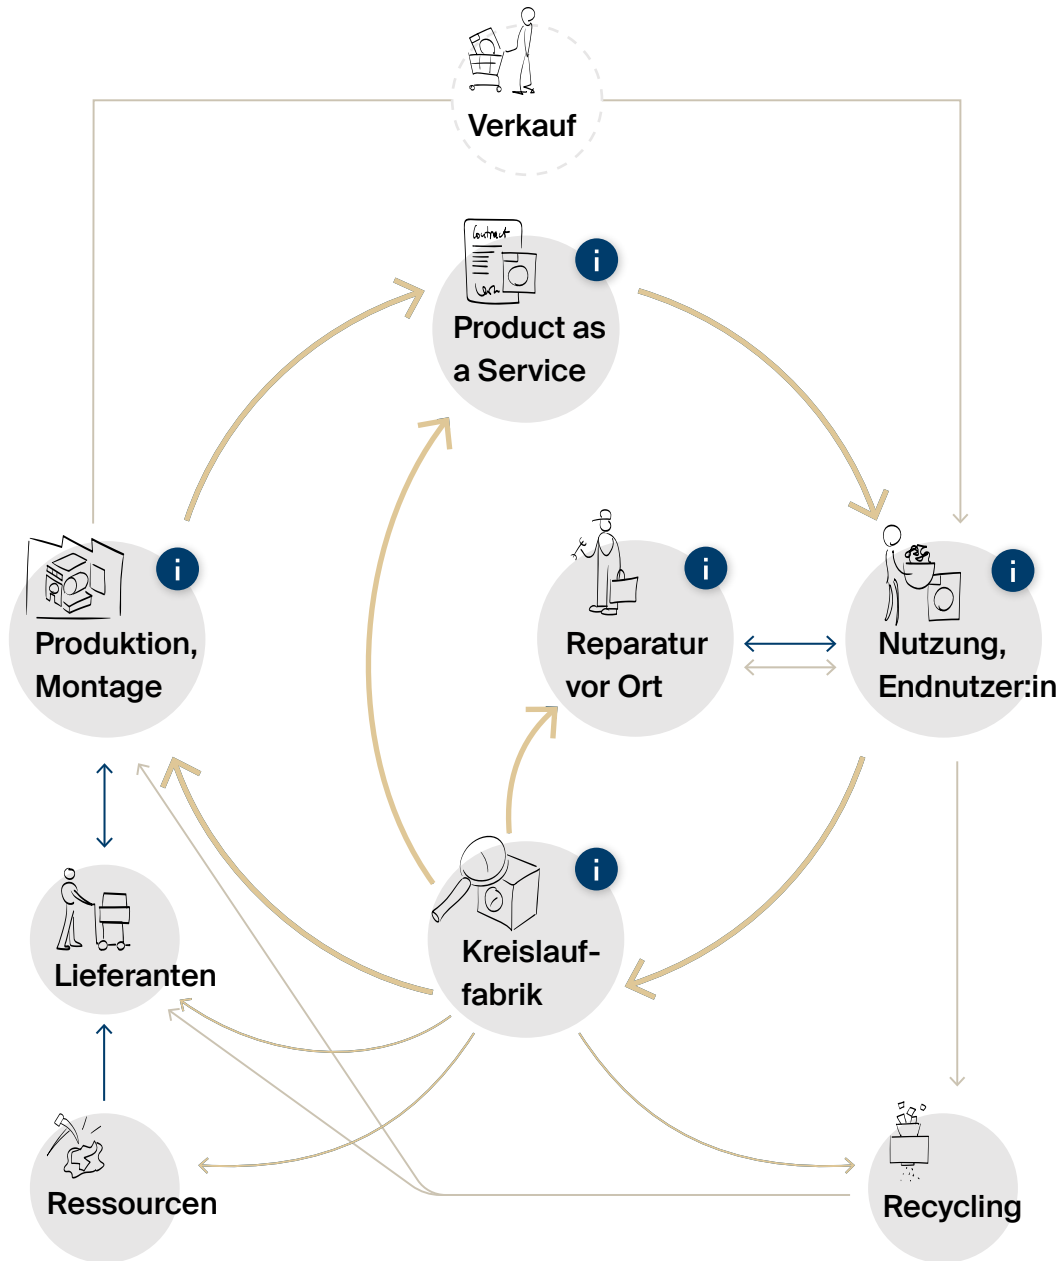 Verkauf
Contract
i
Product as
a Service
i
i
i
Produktion,
Montage
Reparatur
vor Ort
Nutzung,
Endnutzer:in
i
Kreislauf-
fabrik
Lieferanten
Ressourcen
Recycling